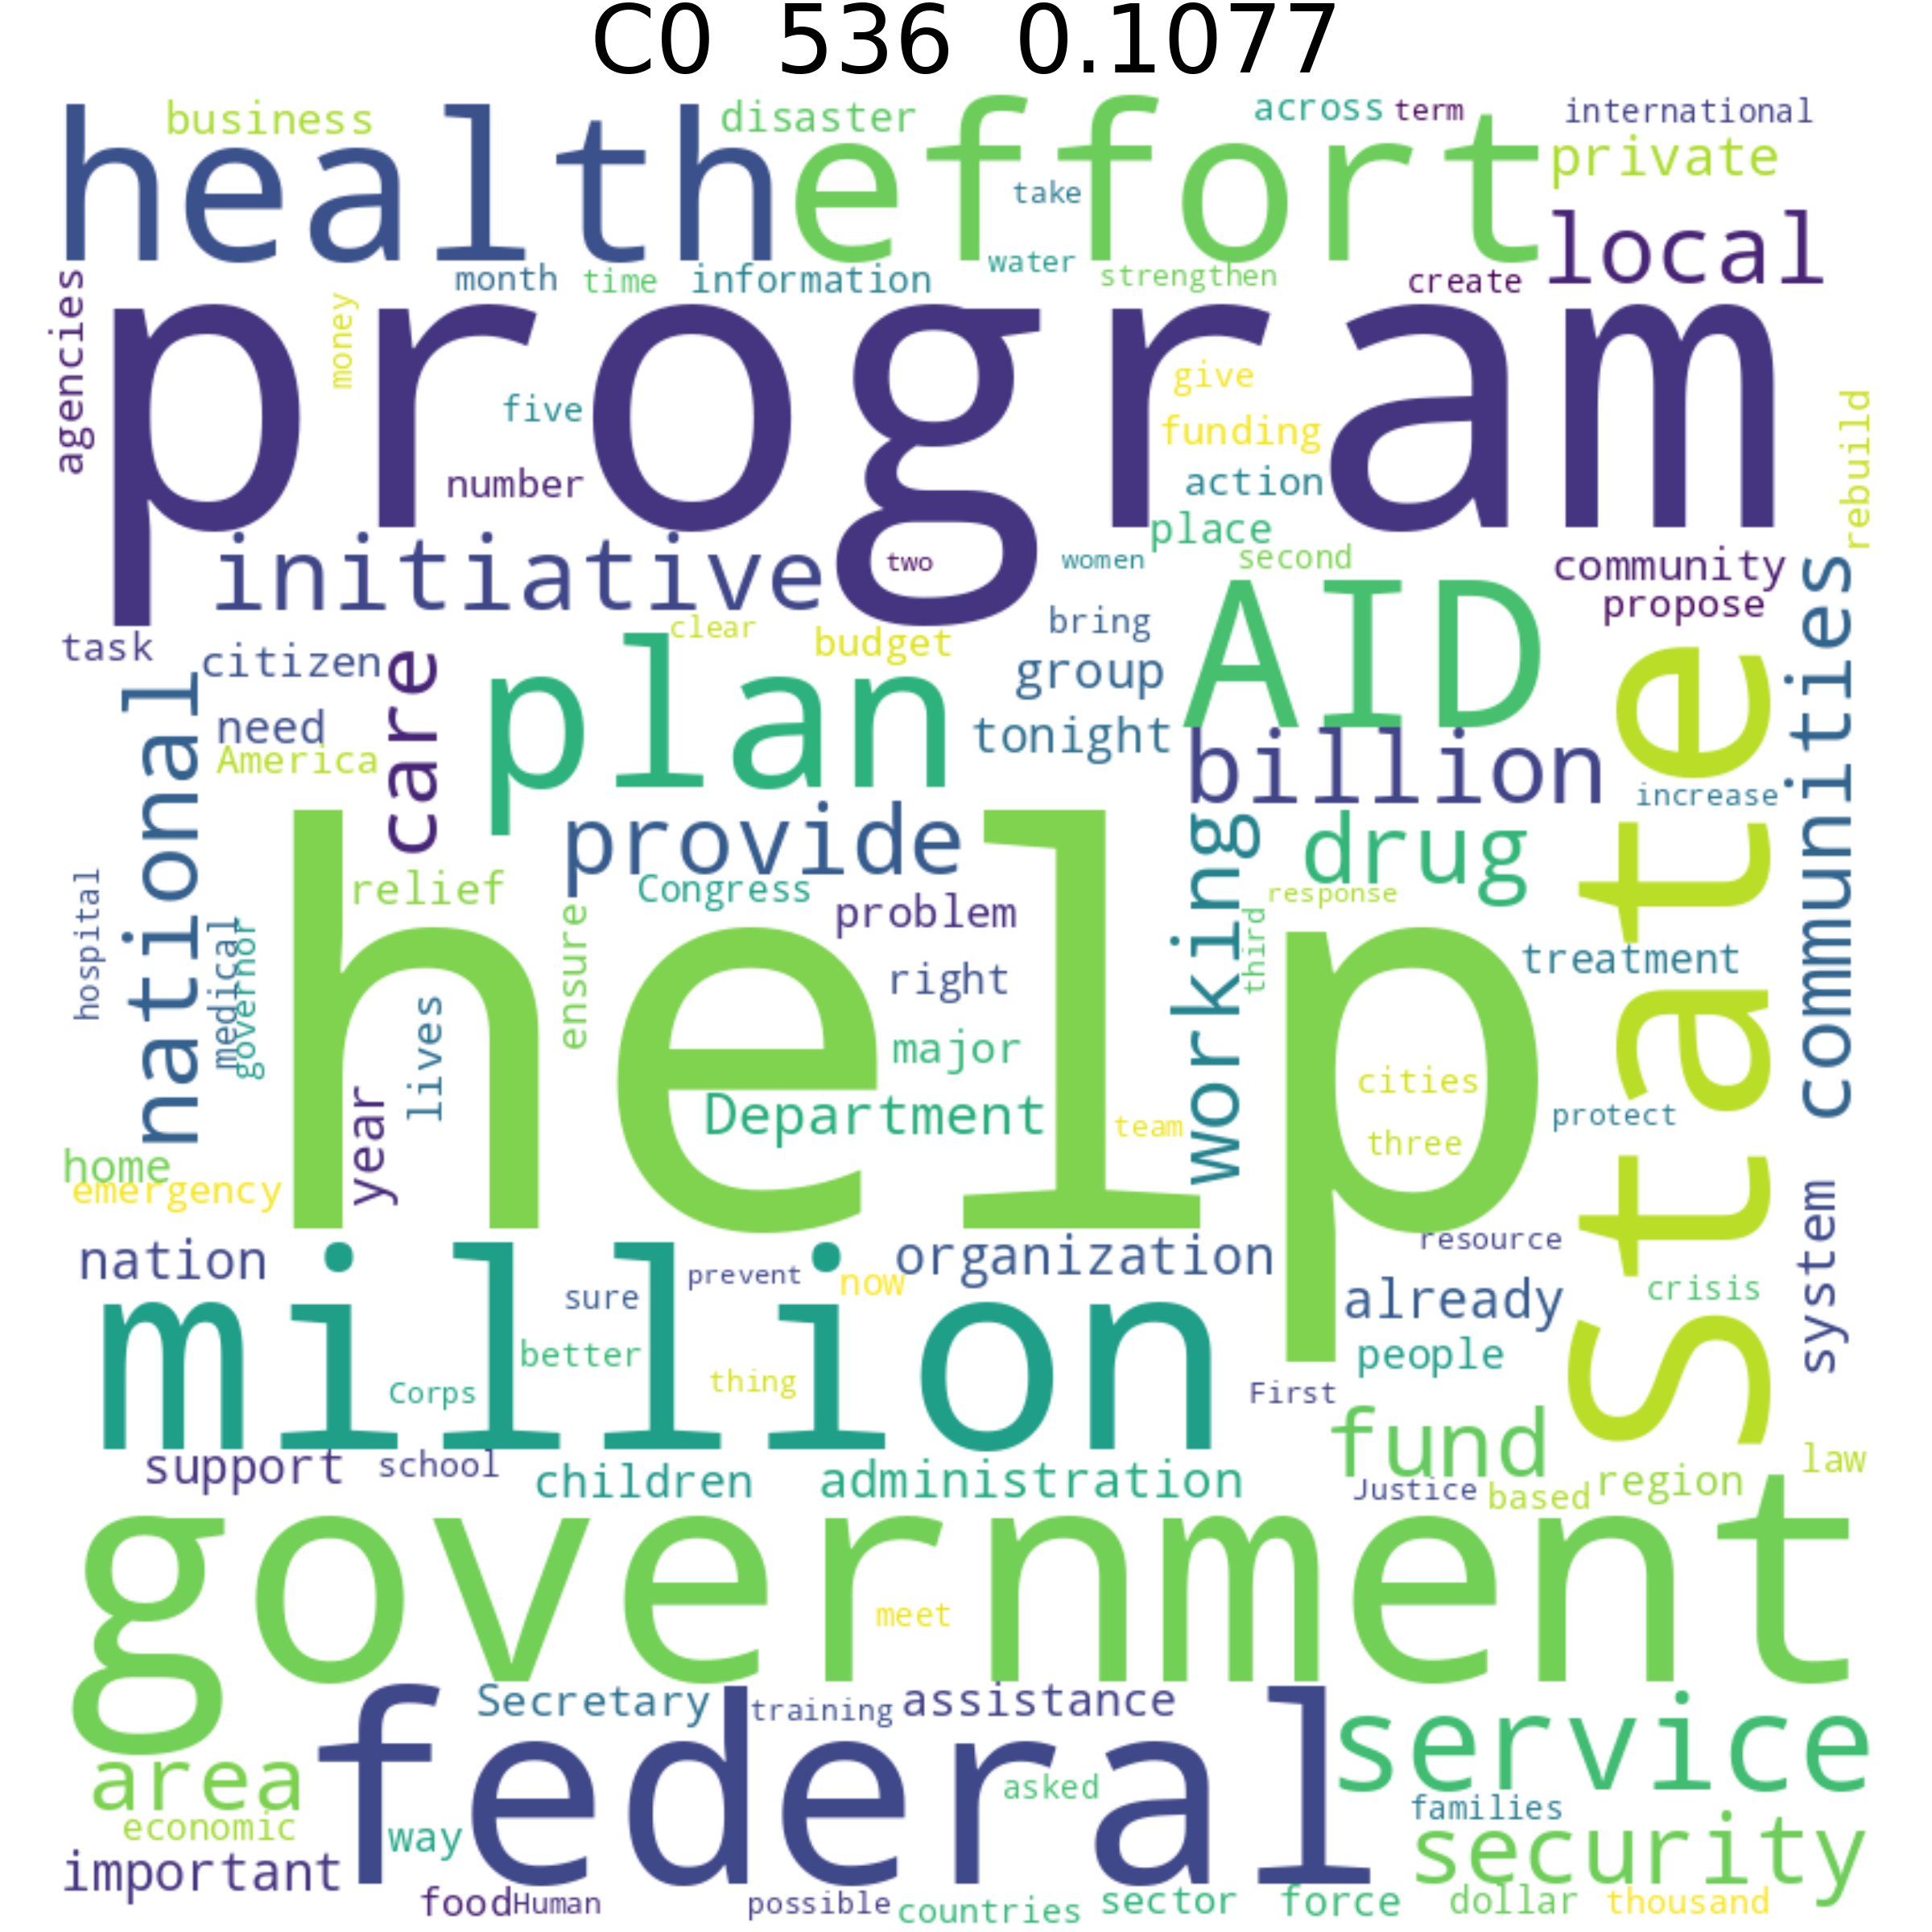 C0 536 0.1077
business
disaster
across
term
international
health
effort
private
take
local
month
time
information
water
strengthen
create
agencies
program
money
give
five
funding
rebuild
number
action
place
initiative
two
women
second
community
propose
communities
task
clear
budget
bring
AID
citizen
care
plan
group
state
national
need
tonight
America
billion
increase
provide
working
drug
relief
Congress
response
hospital
help
problem
third
medical
governor
ensure
right
treatment
lives
major
cities
year
Department
team
protect
three
home
emergency
system
nation
organization
resource
million
prevent
now
sure
already
crisis
better
thing
people
Corps
First
fund
support
school
children
administration
law
Justice
based
region
government
meet
Secretary
training
assistance
federal
service
area
asked
economic
way
families
security
important
food
Human
possible
countries
sector
force
dollar
thousand